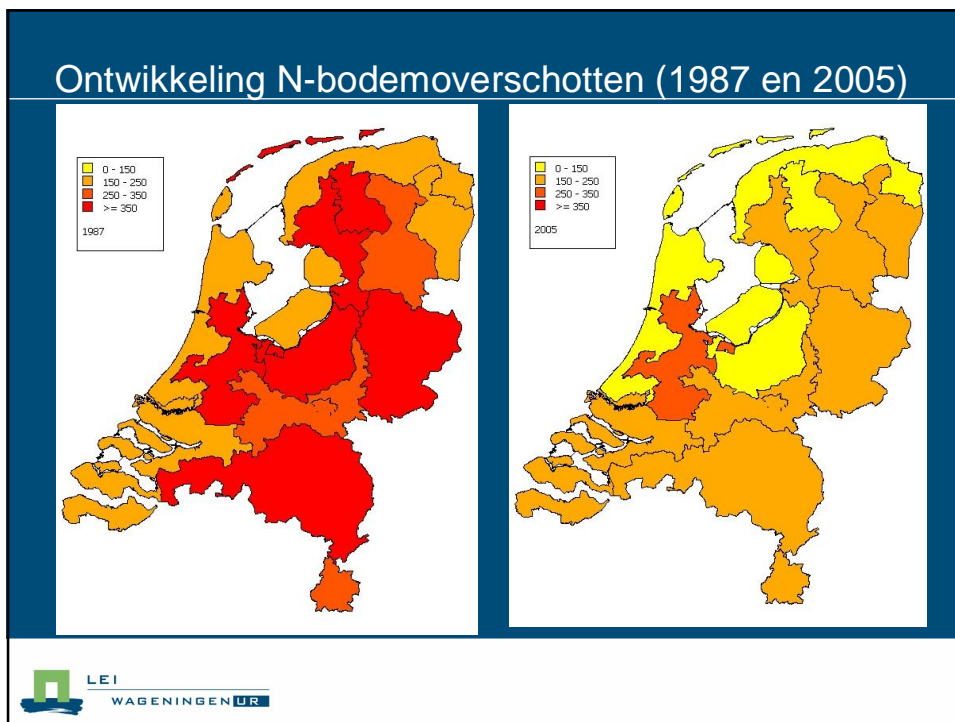 Ontwikkeling N-bodemoverschotten (1987 en 2005)
0 - 150
150 - 250
250 - 350
>= 350
1987
0 - 150
150 - 250
250 - 350
>= 350
2005
LEI
WAGENINGEN UR